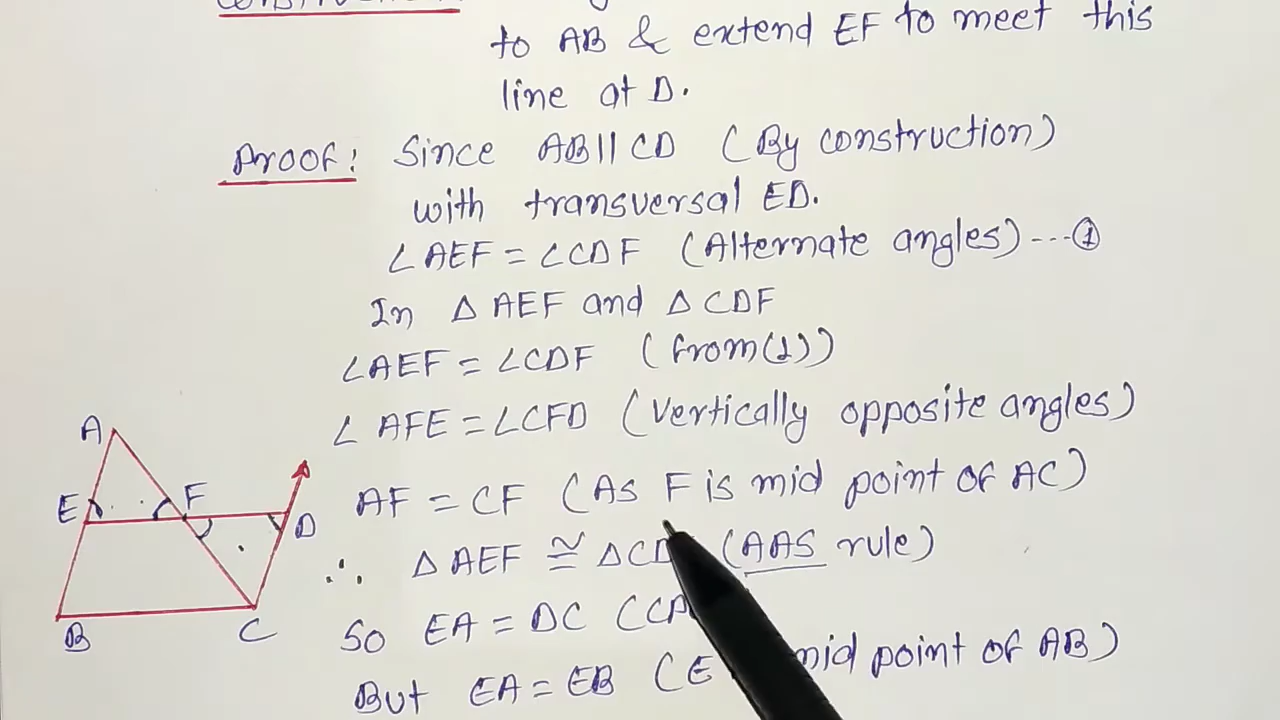 to AB & extend EF to meet this
line at D.
Proof: Since AB || CD (By construction)
with transversal ED.
∠AEF = ∠CDF (Alternate angles) ---①
In △ AEF and △ CDF
∠AEF = ∠CDF (from(1))
∠ AFE = ∠CFD (Vertically opposite angles)
AF = CF (As F is mid point of AC)
∴ △AEF ≅ △CD (AAS rule)
So EA = DC
But EA = EB (E mid point of AB)
A
E
F
D
B
C